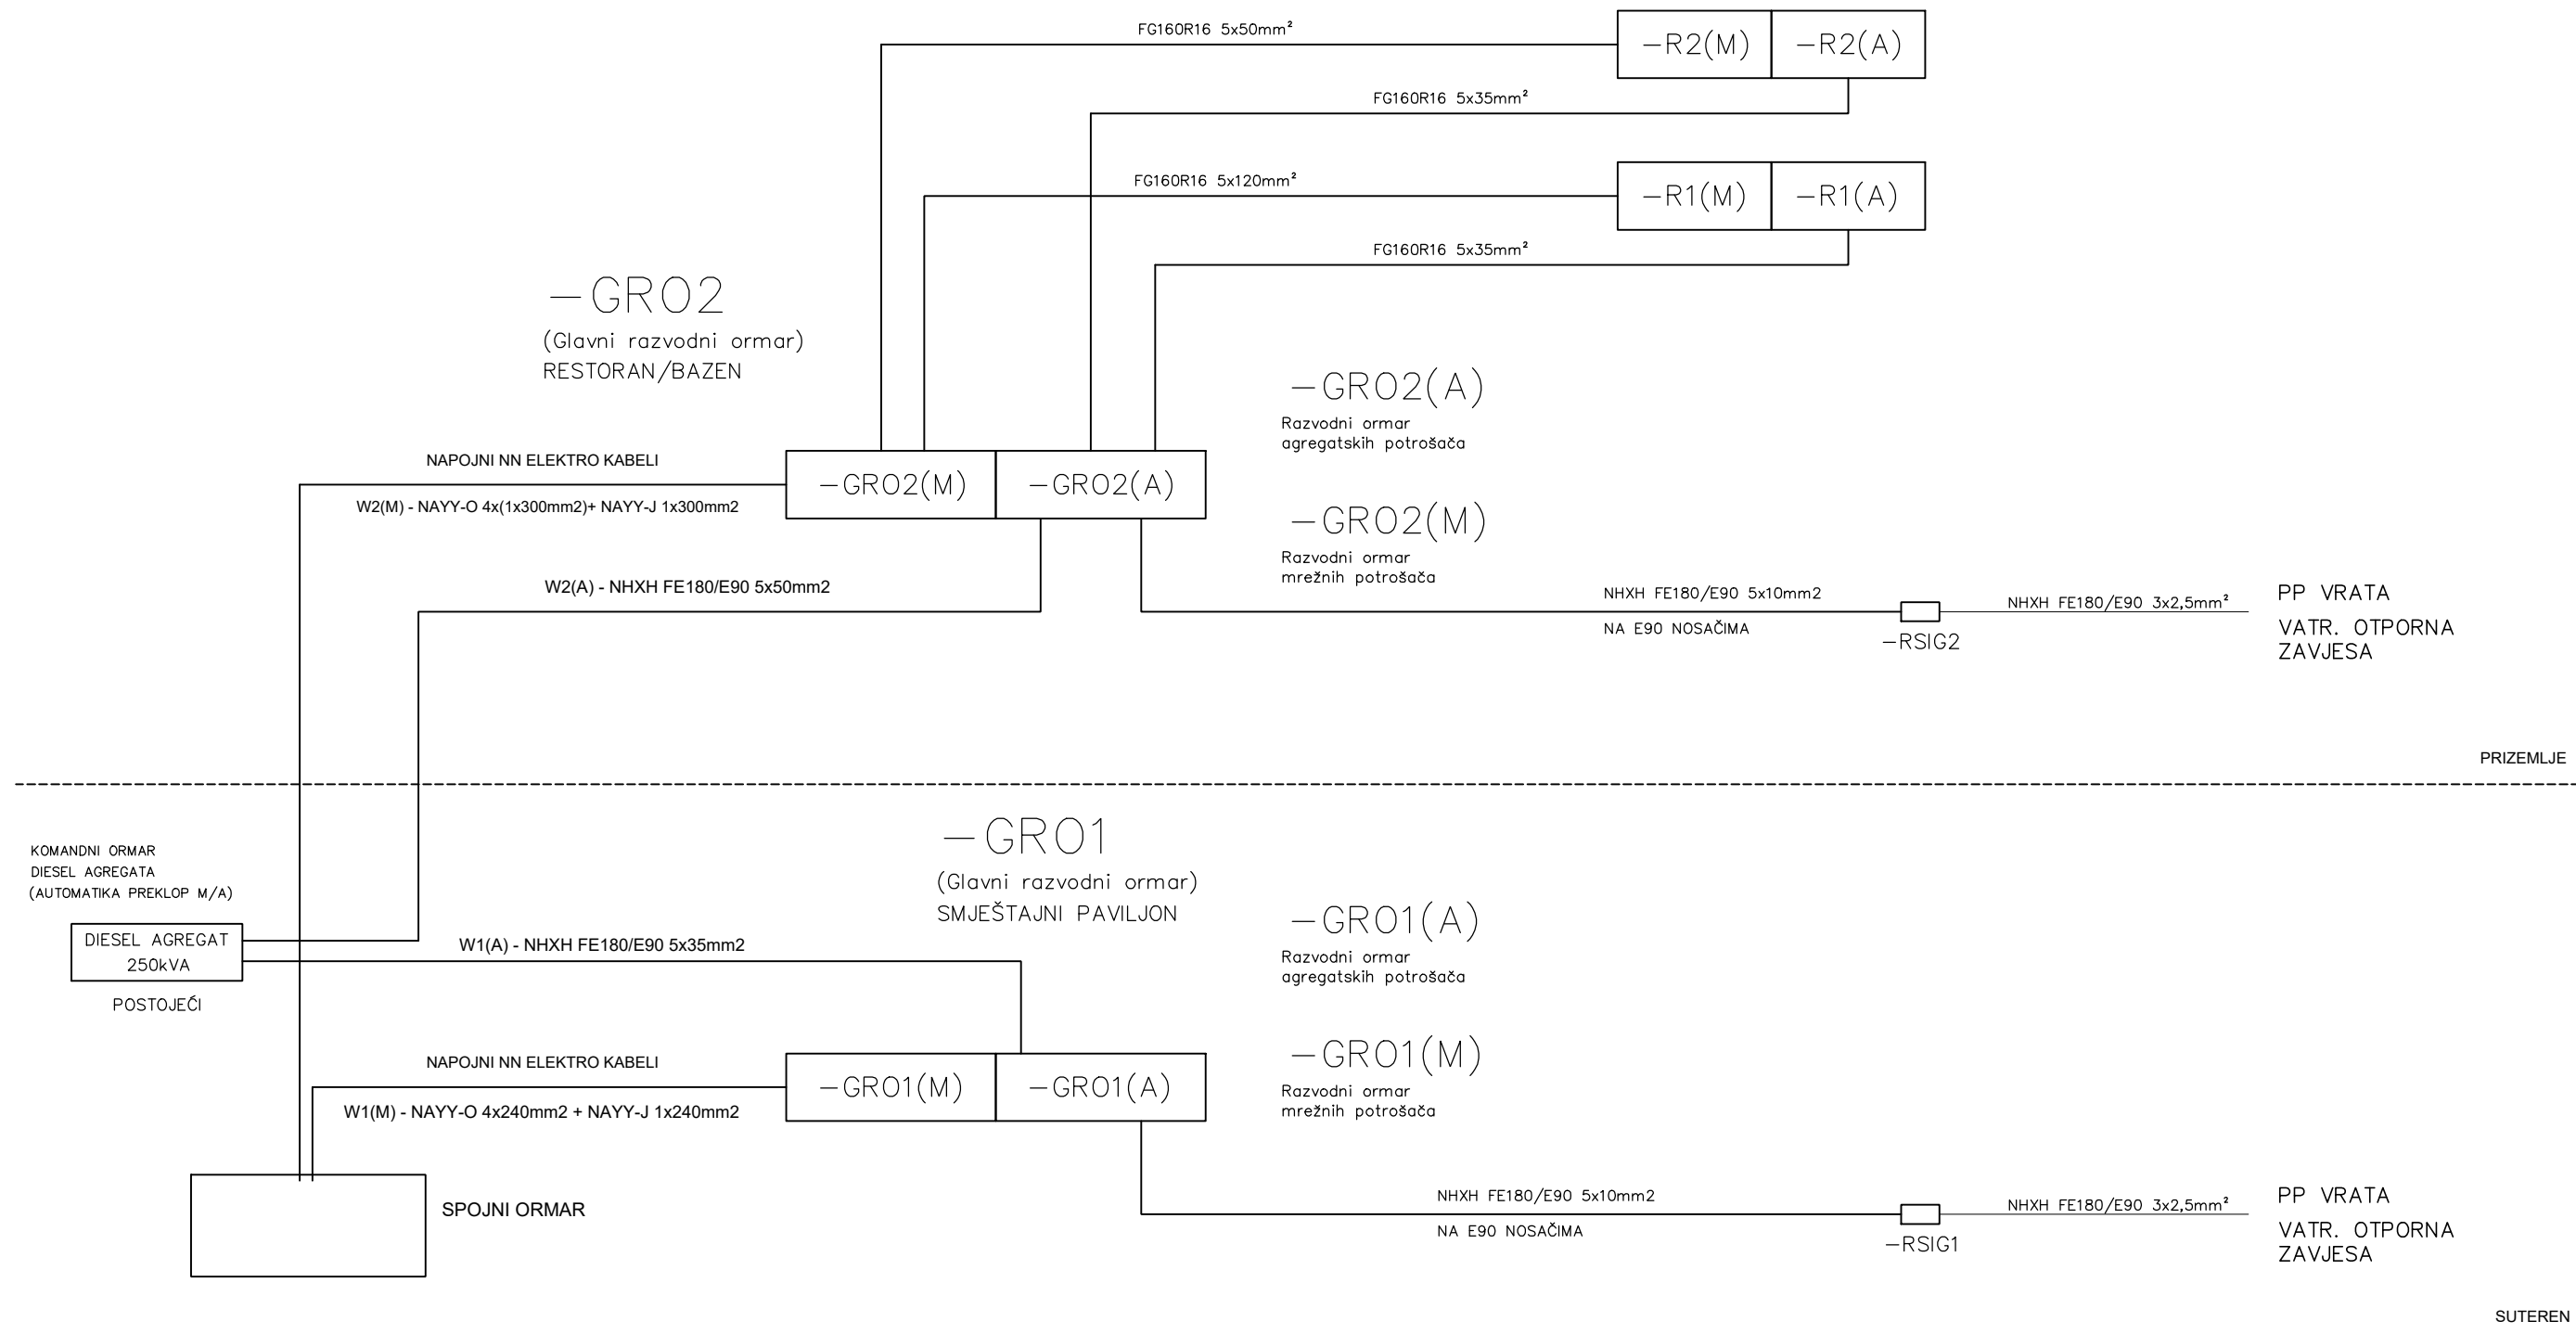 FG160R16 5x50mm²
-R2(M)
-R2(A)
FG160R16 5x35mm²
FG160R16 5x120mm²
-R1(M)
-R1(A)
FG160R16 5x35mm²
-GRO2
(Glavni razvodni ormar)
RESTORAN/BAZEN
-GRO2(A)
Razvodni ormar
agregatskih potrošača
NAPOJNI NN ELEKTRO KABELI
-GRO2(M)
-GRO2(A)
W2(M) - NAYY-O 4x(1x300mm2)+ NAYY-J 1x300mm2
-GRO2(M)
Razvodni ormar
mrežnih potrošača
W2(A) - NHXH FE180/E90 5x50mm2
NHXH FE180/E90 5x10mm2
NA E90 NOSAČIMA
-RSIG2
NHXH FE180/E90 3x2,5mm²
PP VRATA
VATR. OTPORNA
ZAVJESA
PRIZEMLJE
KOMANDNI ORMAR
DIESEL AGREGATA
(AUTOMATIKA PREKLOP M/A)
DIESEL AGREGAT
250kVA
POSTOJEĆI
-GRO1
(Glavni razvodni ormar)
SMJEŠTAJNI PAVILJON
W1(A) - NHXH FE180/E90 5x35mm2
-GRO1(A)
Razvodni ormar
agregatskih potrošača
NAPOJNI NN ELEKTRO KABELI
-GRO1(M)
-GRO1(A)
W1(M) - NAYY-O 4x240mm2 + NAYY-J 1x240mm2
-GRO1(M)
Razvodni ormar
mrežnih potrošača
SPOJNI ORMAR
NHXH FE180/E90 5x10mm2
NA E90 NOSAČIMA
-RSIG1
NHXH FE180/E90 3x2,5mm²
PP VRATA
VATR. OTPORNA
ZAVJESA
SUTEREN